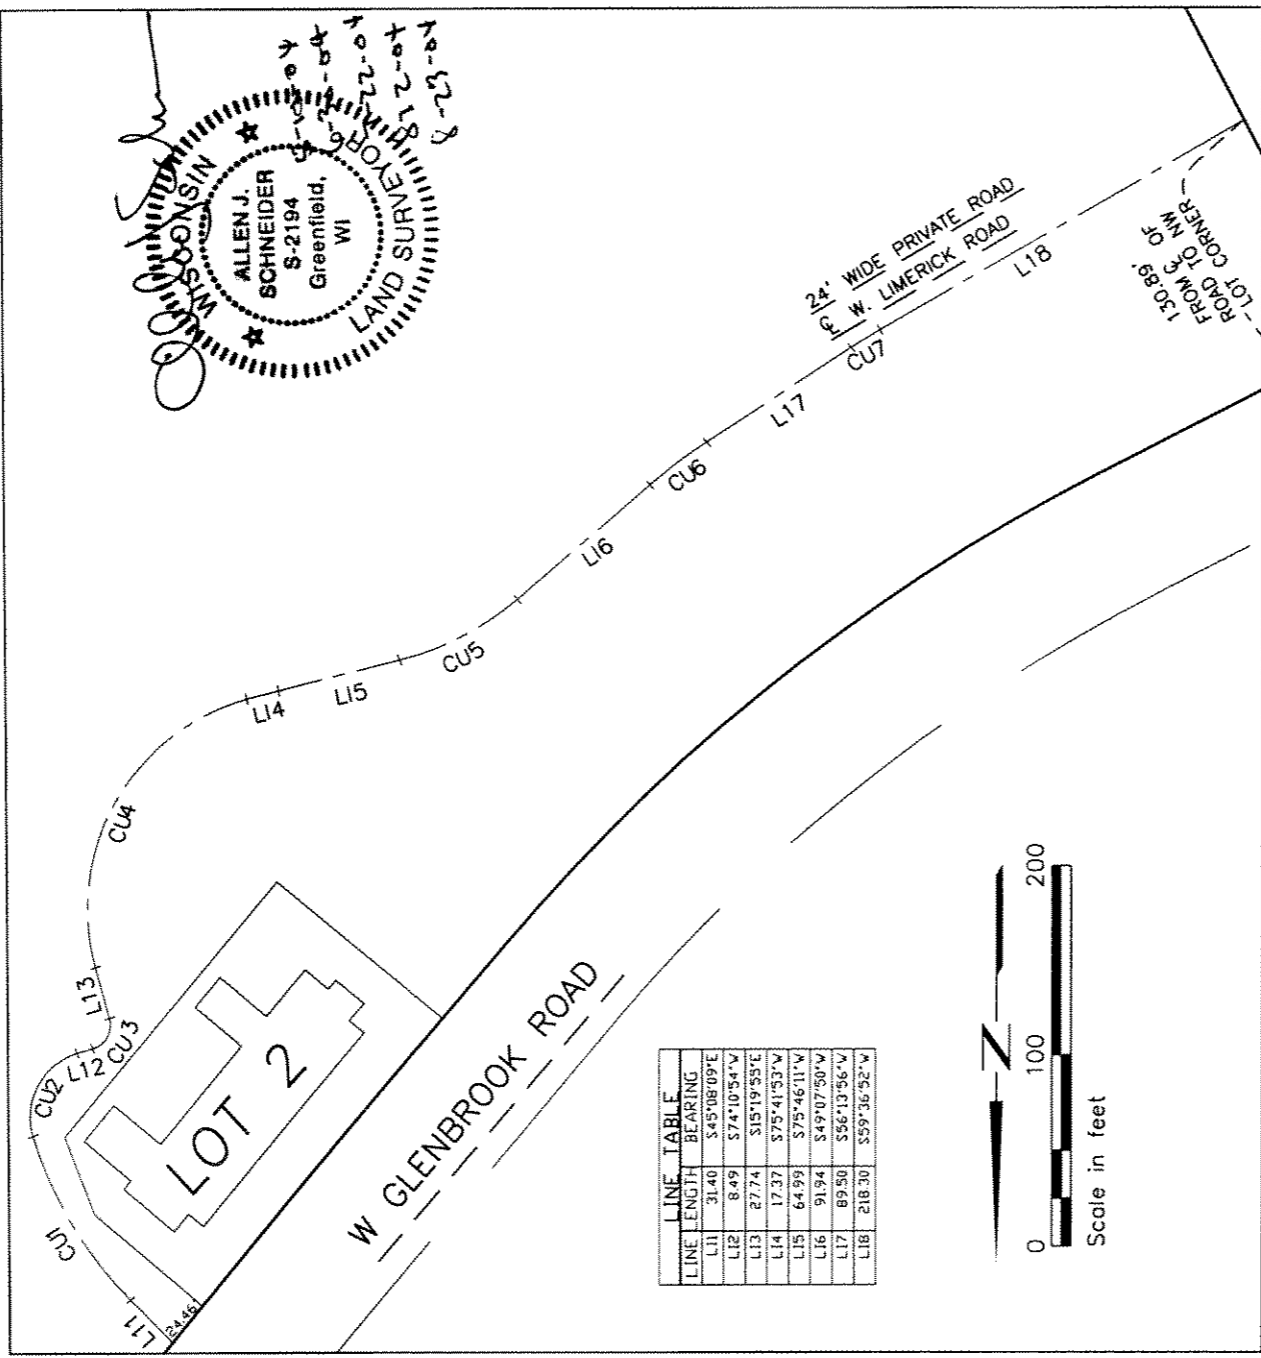 WISCONSIN
ALLEN J.
SCHNEIDER
S-2194
Greenfield,
WI
LAND SURVEYOR
8-23-04
24' WIDE PRIVATE ROAD
℄ W. LIMERICK ROAD
L18
130.89'
FROM ℄ OF
ROAD TO NW
LOT CORNER
CU7
L17
CU6
L16
CU5
L15
L14
CU4
L13
CU3
L12
CU2
CU1
L11
24.46'
LOT 2
W GLENBROOK ROAD
LINE TABLE
LINE LENGTH BEARING
L11 31.40 S45°08'09"E
L12 8.49 S74°10'54"W
L13 27.74 S15°19'55"E
L14 17.37 S75°41'53"W
L15 64.99 S75°46'11"W
L16 91.94 S49°07'50"W
L17 89.50 S56°13'56"W
L18 218.30 S59°36'52"W
N
0 100 200
Scale in feet